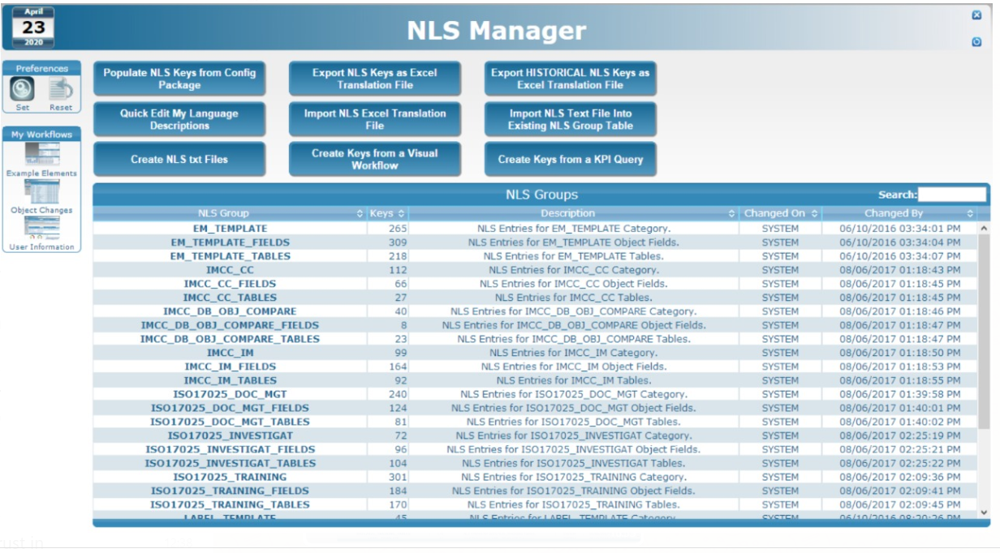 April
23
2020
NLS Manager
Preferences
Set Reset
My Workflows
Example Elements
Object Changes
User Information
Populate NLS Keys from Config
Package
Export NLS Keys as Excel
Translation File
Export HISTORICAL NLS Keys as
Excel Translation File
Quick Edit My Language
Descriptions
Import NLS Excel Translation
File
Import NLS Text File Into
Existing NLS Group Table
Create NLS txt Files
Create Keys from a Visual
Workflow
Create Keys from a KPI Query
NLS Groups Search:
NLS Group Keys Description Changed On Changed By
EM_TEMPLATE 265 NLS Entries for EM_TEMPLATE Category. SYSTEM 06/10/2016 03:34:01 PM
EM_TEMPLATE_FIELDS 309 NLS Entries for EM_TEMPLATE Object Fields. SYSTEM 06/10/2016 03:34:04 PM
EM_TEMPLATE_TABLES 218 NLS Entries for EM_TEMPLATE Tables. SYSTEM 06/10/2016 03:34:07 PM
IMCC_CC 112 NLS Entries for IMCC_CC Category. SYSTEM 08/06/2017 01:18:43 PM
IMCC_CC_FIELDS 66 NLS Entries for IMCC_CC Object Fields. SYSTEM 08/06/2017 01:18:45 PM
IMCC_CC_TABLES 27 NLS Entries for IMCC_CC Tables. SYSTEM 08/06/2017 01:18:45 PM
IMCC_DB_OBJ_COMPARE 40 NLS Entries for IMCC_DB_OBJ_COMPARE Category. SYSTEM 08/06/2017 01:18:46 PM
IMCC_DB_OBJ_COMPARE_FIELDS 8 NLS Entries for IMCC_DB_OBJ_COMPARE Object Fields. SYSTEM 08/06/2017 01:18:47 PM
IMCC_DB_OBJ_COMPARE_TABLES 23 NLS Entries for IMCC_DB_OBJ_COMPARE Tables. SYSTEM 08/06/2017 01:18:47 PM
IMCC_IM 99 NLS Entries for IMCC_IM Category. SYSTEM 08/06/2017 01:18:50 PM
IMCC_IM_FIELDS 164 NLS Entries for IMCC_IM Object Fields. SYSTEM 08/06/2017 01:18:53 PM
IMCC_IM_TABLES 92 NLS Entries for IMCC_IM Tables. SYSTEM 08/06/2017 01:18:55 PM
ISO17025_DOC_MGT 240 NLS Entries for ISO17025_DOC_MGT Category. SYSTEM 08/06/2017 01:39:58 PM
ISO17025_DOC_MGT_FIELDS 124 NLS Entries for ISO17025_DOC_MGT Object Fields. SYSTEM 08/06/2017 01:40:01 PM
ISO17025_DOC_MGT_TABLES 81 NLS Entries for ISO17025_DOC_MGT Tables. SYSTEM 08/06/2017 01:40:02 PM
ISO17025_INVESTIGAT 72 NLS Entries for ISO17025_INVESTIGAT Category. SYSTEM 08/06/2017 02:25:19 PM
ISO17025_INVESTIGAT_FIELDS 96 NLS Entries for ISO17025_INVESTIGAT Object Fields. SYSTEM 08/06/2017 02:25:21 PM
ISO17025_INVESTIGAT_TABLES 104 NLS Entries for ISO17025_INVESTIGAT Tables. SYSTEM 08/06/2017 02:25:22 PM
ISO17025_TRAINING 301 NLS Entries for ISO17025_TRAINING Category. SYSTEM 08/06/2017 02:09:36 PM
ISO17025_TRAINING_FIELDS 184 NLS Entries for ISO17025_TRAINING Object Fields. SYSTEM 08/06/2017 02:09:41 PM
ISO17025_TRAINING_TABLES 170 NLS Entries for ISO17025_TRAINING Tables. SYSTEM 08/06/2017 02:09:45 PM
LABEL_TEMPLATE 45 NLS Entries for LABEL_TEMPLATE Category. SYSTEM 06/10/2016 08:20:26 PM